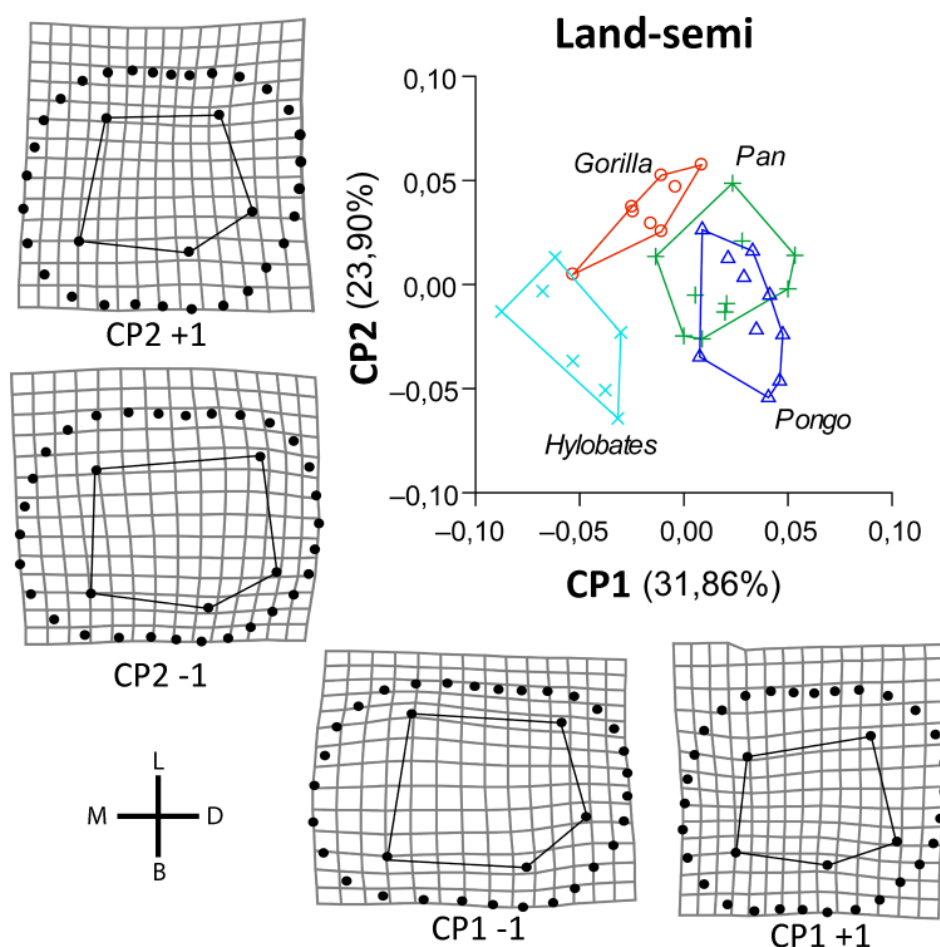 Land-semi
0,10
0,05
0,00
–0,05
–0,10
CP2 (23,90%)
Gorilla
Pan
Hylobates
Pongo
–0,10
–0,05
0,00
0,05
0,10
CP1 (31,86%)
CP2 +1
CP2 -1
L
M
D
B
CP1 -1
CP1 +1